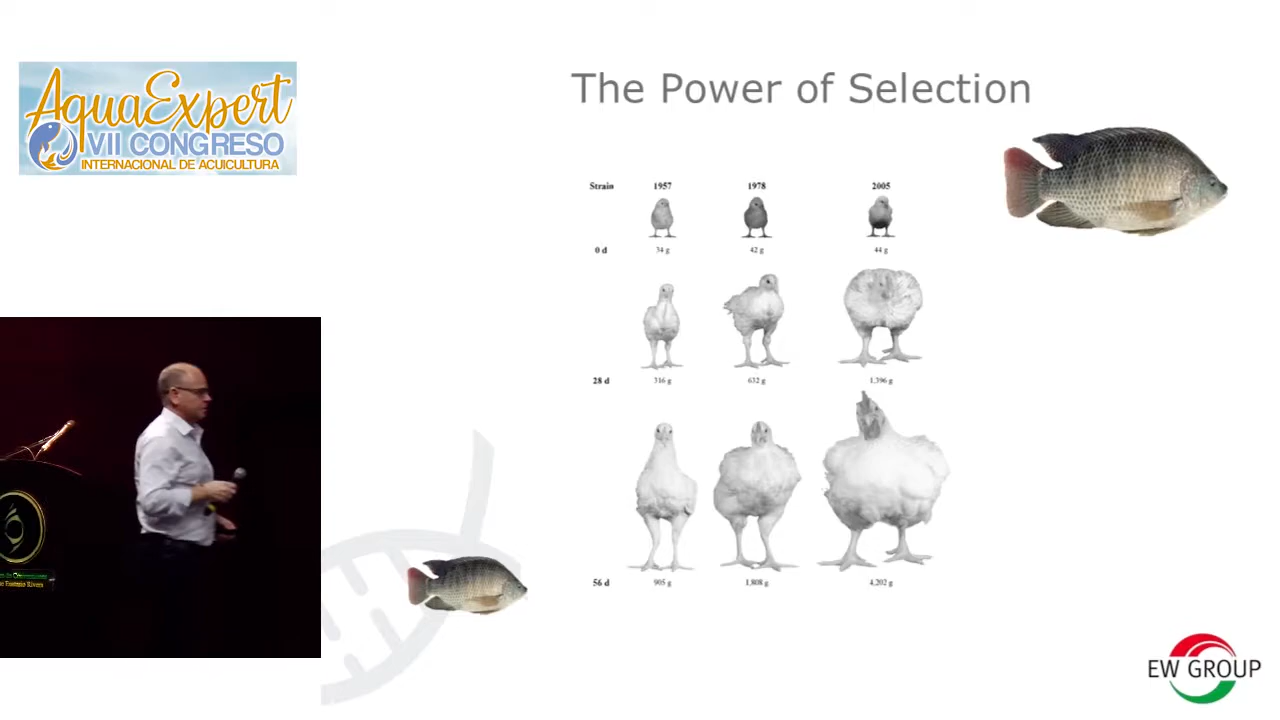 AquaExpert
VII CONGRESO
INTERNACIONAL DE ACUICULTURA
The Power of Selection
Strain 1957 1978 2005
0 d 34 g 42 g 44 g
28 d 316 g 632 g 1,396 g
56 d 905 g 1,808 g 4,202 g
EW GROUP